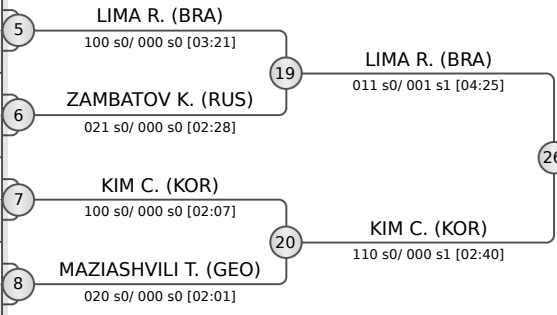 LIMA R. (BRA)
5
100 s0/ 000 s0 [03:21]
19
LIMA R. (BRA)
011 s0/ 001 s1 [04:25]
ZAMBATOV K. (RUS)
6
021 s0/ 000 s0 [02:28]
26
KIM C. (KOR)
7
100 s0/ 000 s0 [02:07]
20
KIM C. (KOR)
110 s0/ 000 s1 [02:40]
MAZIASHVILI T. (GEO)
8
020 s0/ 000 s0 [02:01]